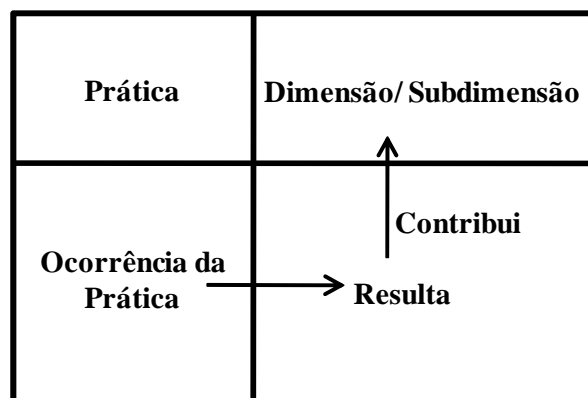 Prática
Dimensão/ Subdimensão
Contribui
Ocorrência da
Prática
Resulta